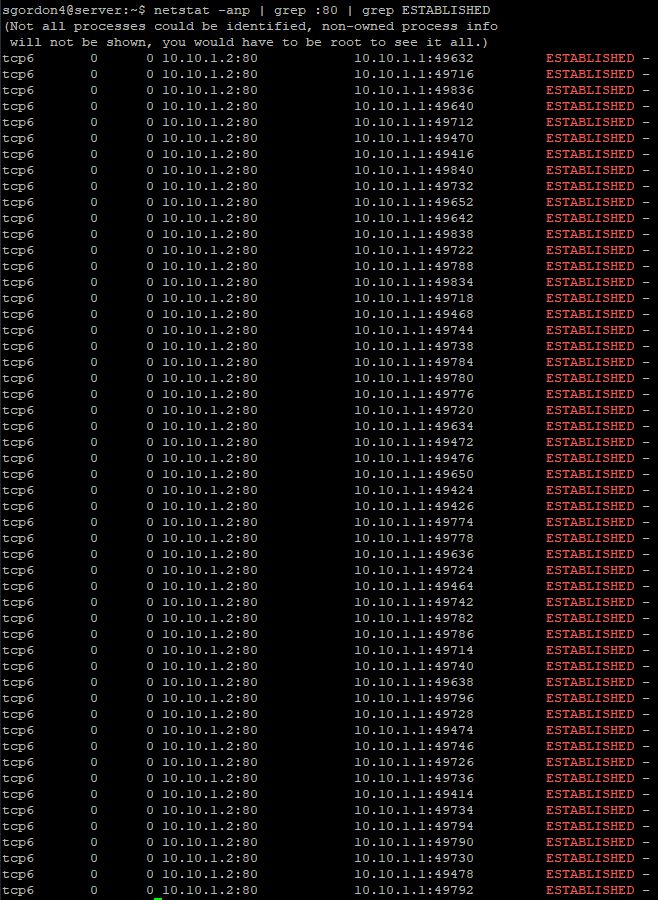 sgordon4@server:~$ netstat -anp | grep :80 | grep ESTABLISHED
(Not all processes could be identified, non-owned process info
 will not be shown, you would have to be root to see it all.)
tcp6 0 0 10.10.1.2:80 10.10.1.1:49632 ESTABLISHED -
tcp6 0 0 10.10.1.2:80 10.10.1.1:49716 ESTABLISHED -
tcp6 0 0 10.10.1.2:80 10.10.1.1:49836 ESTABLISHED -
tcp6 0 0 10.10.1.2:80 10.10.1.1:49640 ESTABLISHED -
tcp6 0 0 10.10.1.2:80 10.10.1.1:49712 ESTABLISHED -
tcp6 0 0 10.10.1.2:80 10.10.1.1:49470 ESTABLISHED -
tcp6 0 0 10.10.1.2:80 10.10.1.1:49416 ESTABLISHED -
tcp6 0 0 10.10.1.2:80 10.10.1.1:49840 ESTABLISHED -
tcp6 0 0 10.10.1.2:80 10.10.1.1:49732 ESTABLISHED -
tcp6 0 0 10.10.1.2:80 10.10.1.1:49652 ESTABLISHED -
tcp6 0 0 10.10.1.2:80 10.10.1.1:49642 ESTABLISHED -
tcp6 0 0 10.10.1.2:80 10.10.1.1:49838 ESTABLISHED -
tcp6 0 0 10.10.1.2:80 10.10.1.1:49722 ESTABLISHED -
tcp6 0 0 10.10.1.2:80 10.10.1.1:49788 ESTABLISHED -
tcp6 0 0 10.10.1.2:80 10.10.1.1:49834 ESTABLISHED -
tcp6 0 0 10.10.1.2:80 10.10.1.1:49718 ESTABLISHED -
tcp6 0 0 10.10.1.2:80 10.10.1.1:49468 ESTABLISHED -
tcp6 0 0 10.10.1.2:80 10.10.1.1:49744 ESTABLISHED -
tcp6 0 0 10.10.1.2:80 10.10.1.1:49738 ESTABLISHED -
tcp6 0 0 10.10.1.2:80 10.10.1.1:49784 ESTABLISHED -
tcp6 0 0 10.10.1.2:80 10.10.1.1:49780 ESTABLISHED -
tcp6 0 0 10.10.1.2:80 10.10.1.1:49776 ESTABLISHED -
tcp6 0 0 10.10.1.2:80 10.10.1.1:49720 ESTABLISHED -
tcp6 0 0 10.10.1.2:80 10.10.1.1:49634 ESTABLISHED -
tcp6 0 0 10.10.1.2:80 10.10.1.1:49472 ESTABLISHED -
tcp6 0 0 10.10.1.2:80 10.10.1.1:49476 ESTABLISHED -
tcp6 0 0 10.10.1.2:80 10.10.1.1:49650 ESTABLISHED -
tcp6 0 0 10.10.1.2:80 10.10.1.1:49424 ESTABLISHED -
tcp6 0 0 10.10.1.2:80 10.10.1.1:49426 ESTABLISHED -
tcp6 0 0 10.10.1.2:80 10.10.1.1:49774 ESTABLISHED -
tcp6 0 0 10.10.1.2:80 10.10.1.1:49778 ESTABLISHED -
tcp6 0 0 10.10.1.2:80 10.10.1.1:49636 ESTABLISHED -
tcp6 0 0 10.10.1.2:80 10.10.1.1:49724 ESTABLISHED -
tcp6 0 0 10.10.1.2:80 10.10.1.1:49464 ESTABLISHED -
tcp6 0 0 10.10.1.2:80 10.10.1.1:49742 ESTABLISHED -
tcp6 0 0 10.10.1.2:80 10.10.1.1:49782 ESTABLISHED -
tcp6 0 0 10.10.1.2:80 10.10.1.1:49786 ESTABLISHED -
tcp6 0 0 10.10.1.2:80 10.10.1.1:49714 ESTABLISHED -
tcp6 0 0 10.10.1.2:80 10.10.1.1:49740 ESTABLISHED -
tcp6 0 0 10.10.1.2:80 10.10.1.1:49638 ESTABLISHED -
tcp6 0 0 10.10.1.2:80 10.10.1.1:49796 ESTABLISHED -
tcp6 0 0 10.10.1.2:80 10.10.1.1:49728 ESTABLISHED -
tcp6 0 0 10.10.1.2:80 10.10.1.1:49474 ESTABLISHED -
tcp6 0 0 10.10.1.2:80 10.10.1.1:49746 ESTABLISHED -
tcp6 0 0 10.10.1.2:80 10.10.1.1:49726 ESTABLISHED -
tcp6 0 0 10.10.1.2:80 10.10.1.1:49736 ESTABLISHED -
tcp6 0 0 10.10.1.2:80 10.10.1.1:49414 ESTABLISHED -
tcp6 0 0 10.10.1.2:80 10.10.1.1:49734 ESTABLISHED -
tcp6 0 0 10.10.1.2:80 10.10.1.1:49794 ESTABLISHED -
tcp6 0 0 10.10.1.2:80 10.10.1.1:49790 ESTABLISHED -
tcp6 0 0 10.10.1.2:80 10.10.1.1:49730 ESTABLISHED -
tcp6 0 0 10.10.1.2:80 10.10.1.1:49478 ESTABLISHED -
tcp6 0 0 10.10.1.2:80 10.10.1.1:49792 ESTABLISHED -